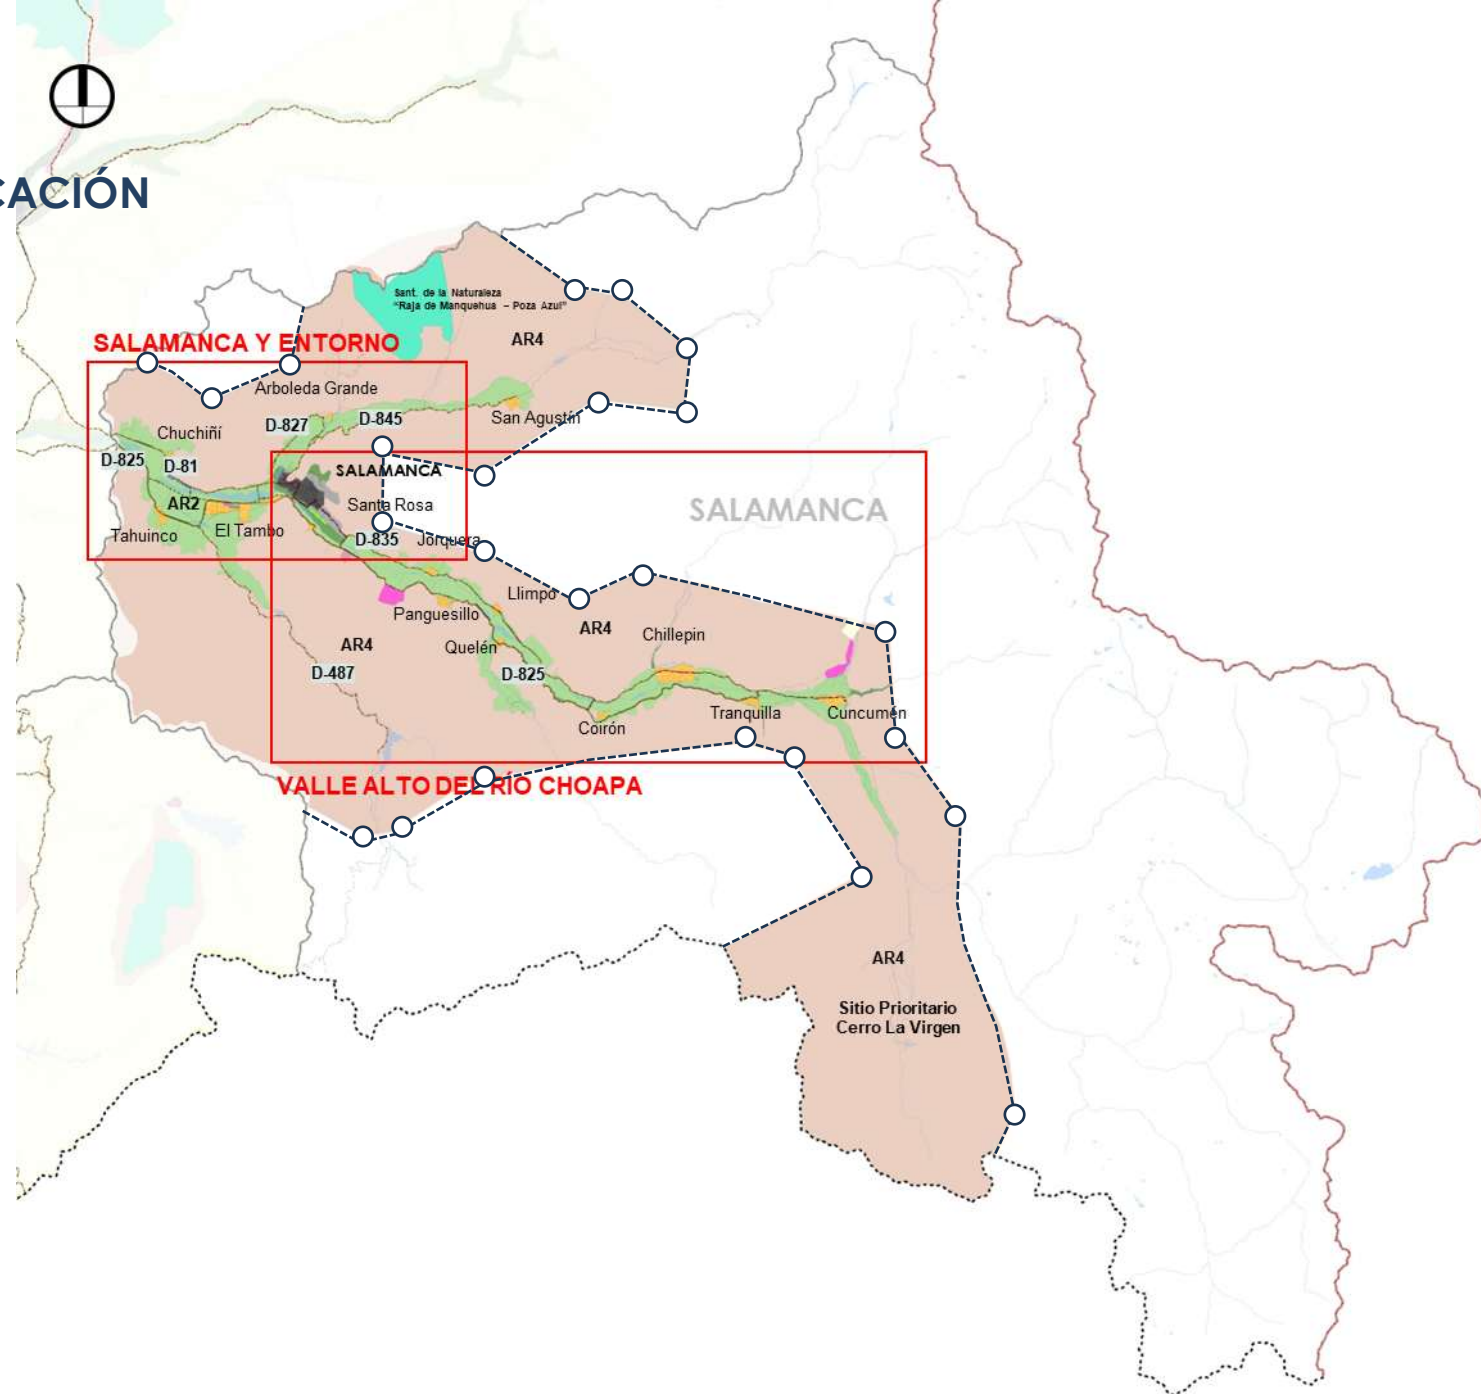 CACIÓN
Sant. de la Naturaleza
"Raja de Manquehua – Poza Azul"
AR4
SALAMANCA Y ENTORNO
Arboleda Grande
San Agustín
D-827
D-845
Chuchiñí
D-825
D-81
SALAMANCA
AR2
Santa Rosa
SALAMANCA
Tahuinco
El Tambo
D-835
Jorquera
Llimpo
Panguesillo
AR4
Chillepin
AR4
Quelén
D-487
D-825
Coirón
Tranquilla
Cuncumén
VALLE ALTO DEL RÍO CHOAPA
AR4
Sitio Prioritario
Cerro La Virgen